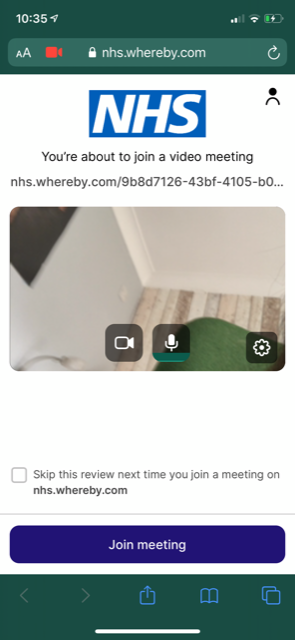 10:35
AA nhs.whereby.com
NHS
You're about to join a video meeting
nhs.whereby.com/9b8d7126-43bf-4105-b0...
Skip this review next time you join a meeting on
nhs.whereby.com
Join meeting